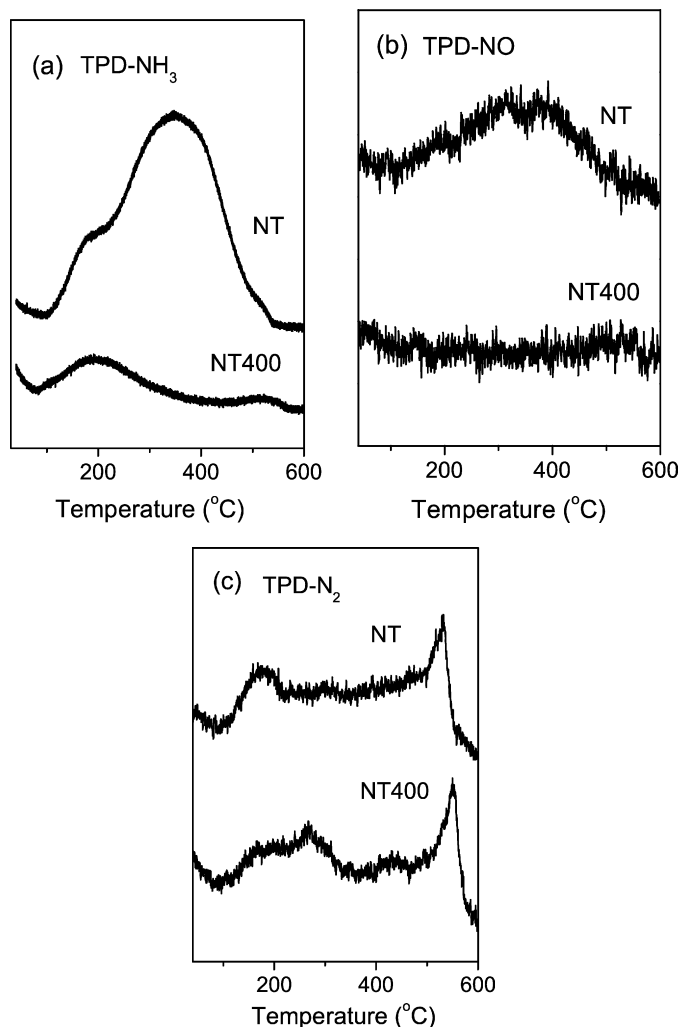 (a) TPD-NH₃
NT
NT400
200 400 600
Temperature (°C)
(b) TPD-NO
NT
NT400
200 400 600
Temperature (°C)
(c) TPD-N₂
NT
NT400
200 400 600
Temperature (°C)